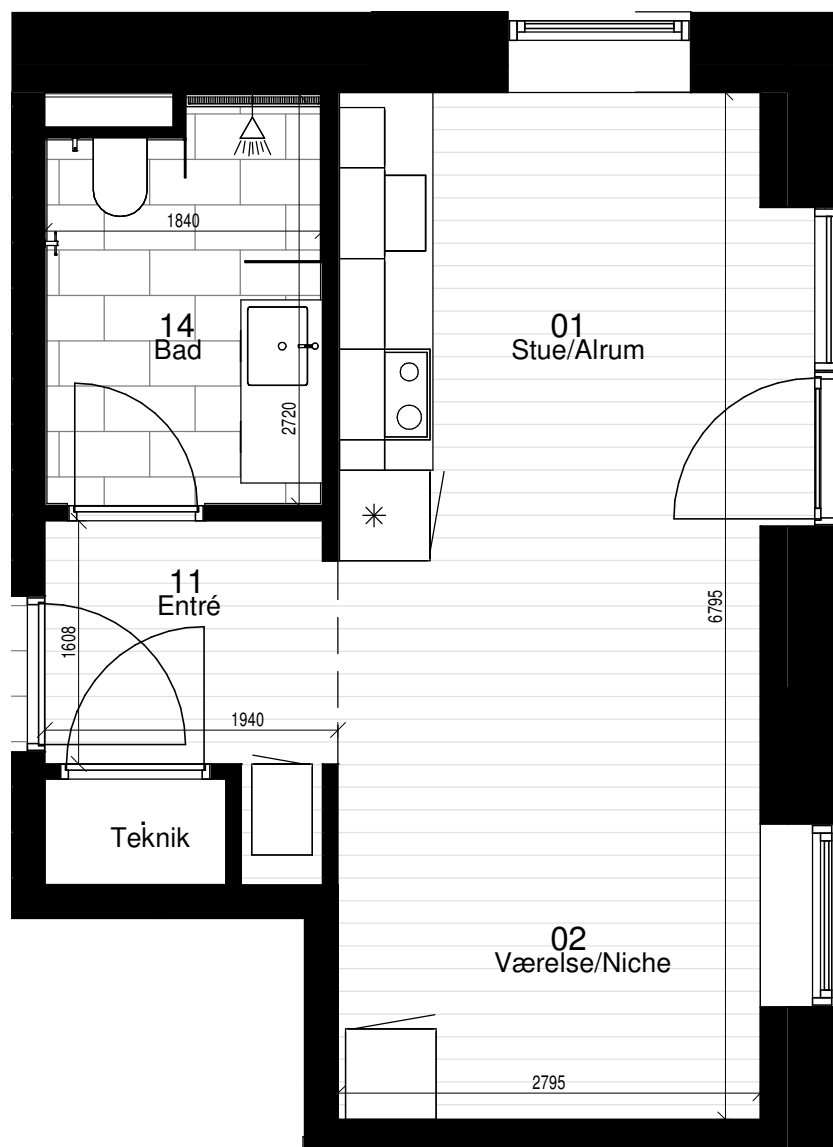 1840
14
Bad
2720
01
Stue/Alrum
11
Entré
1608
6795
1940
Teknik
02
Værelse/Niche
2795